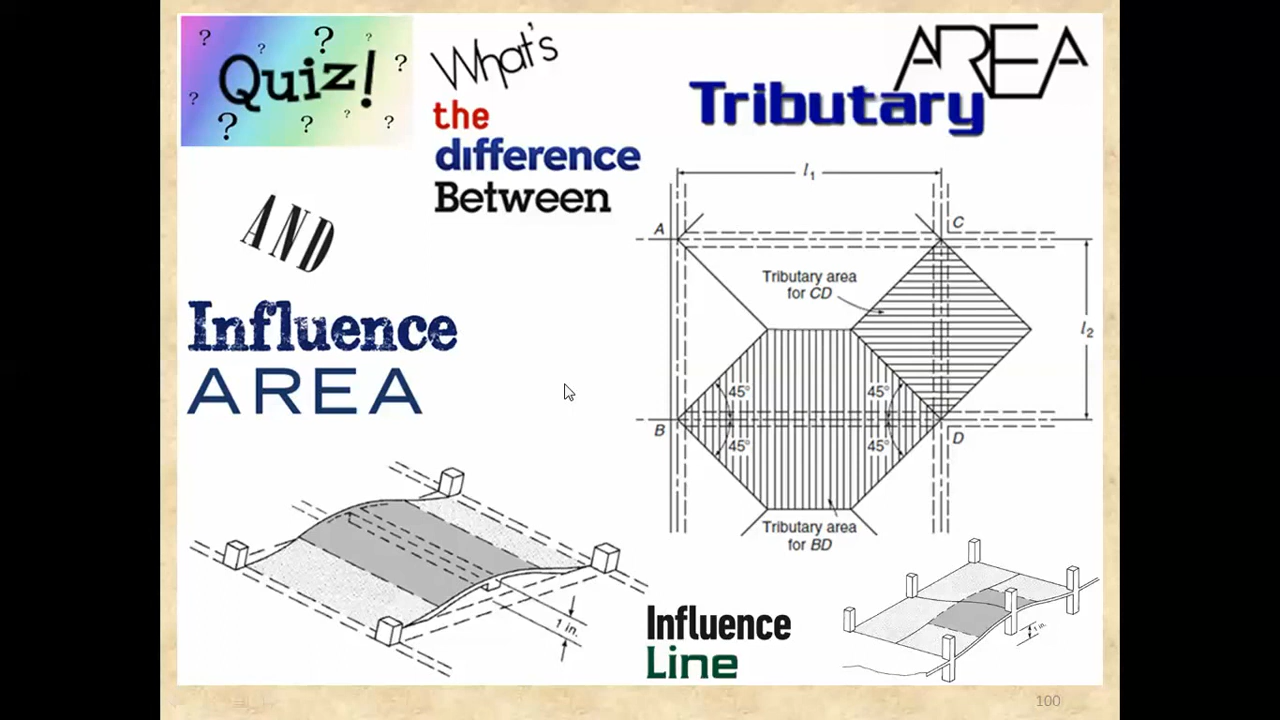 Quiz!
What's
the
difference
Between
AREA
Tributary
AND
Influence
AREA
l1
A
C
Tributary area
for CD
l2
45°
45°
B
45°
45°
D
Tributary area
for BD
1 in.
Influence
Line
1 in.
100